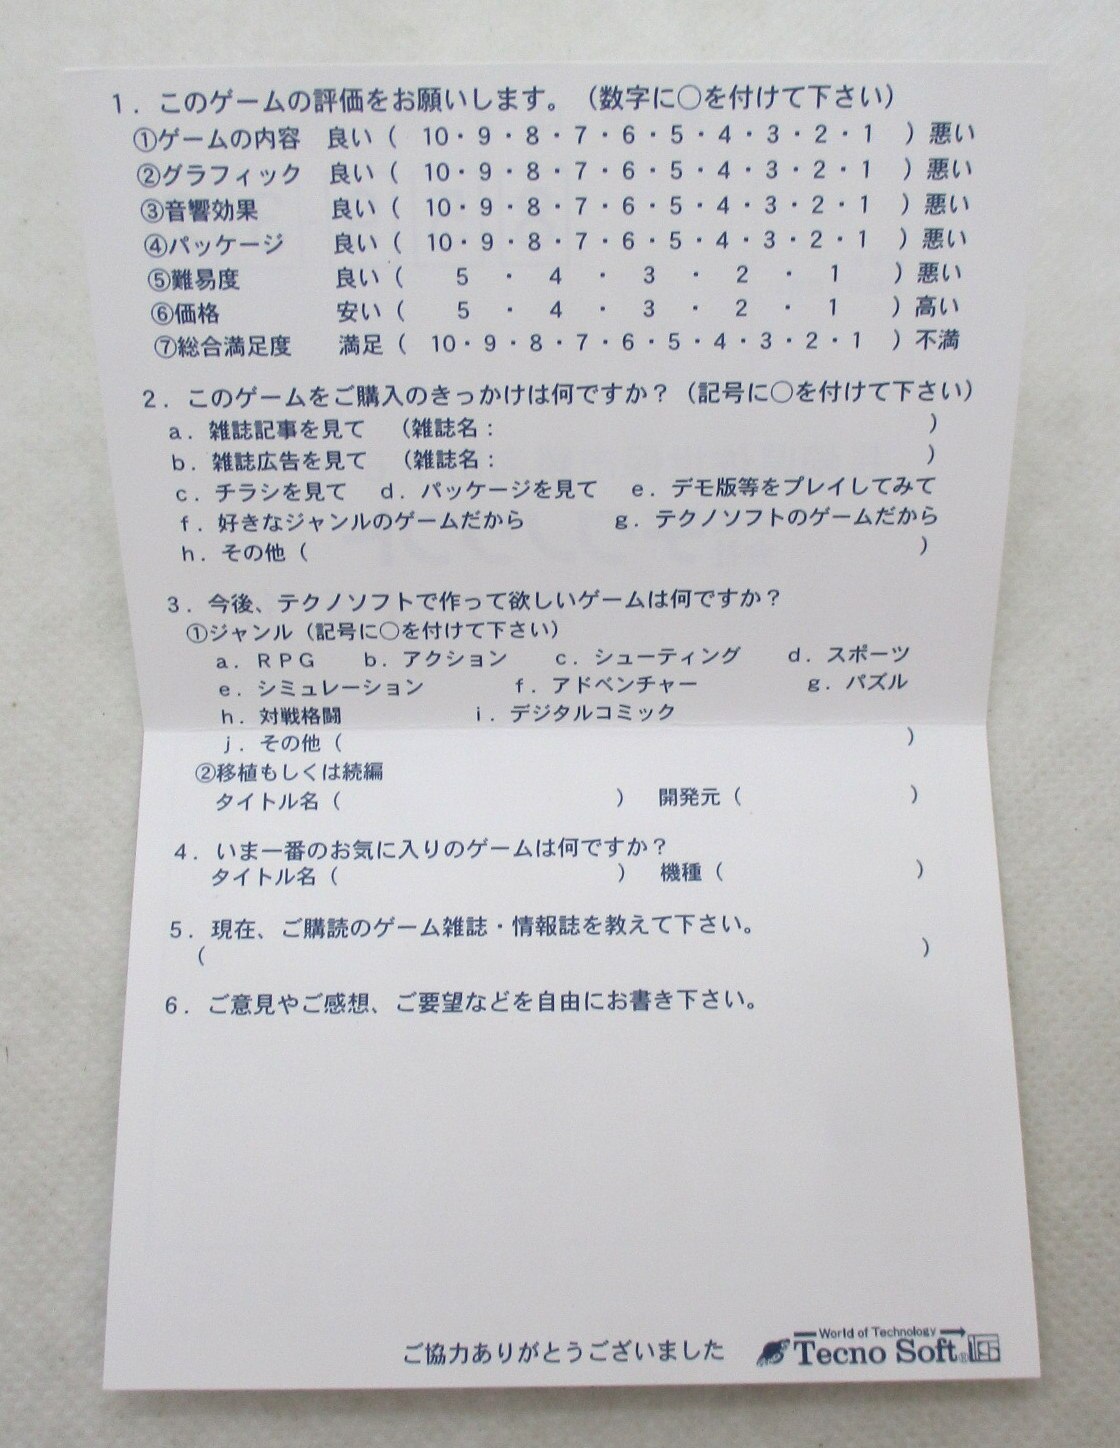 1．このゲームの評価をお願いします。（数字に○を付けて下さい）
①ゲームの内容　良い（　10・9・8・7・6・5・4・3・2・1　）悪い
②グラフィック　良い（　10・9・8・7・6・5・4・3・2・1　）悪い
③音響効果　良い（　10・9・8・7・6・5・4・3・2・1　）悪い
④パッケージ　良い（　10・9・8・7・6・5・4・3・2・1　）悪い
⑤難易度　良い（　5　・　4　・　3　・　2　・　1　）悪い
⑥価格　安い（　5　・　4　・　3　・　2　・　1　）高い
⑦総合満足度　満足（　10・9・8・7・6・5・4・3・2・1　）不満
2．このゲームをご購入のきっかけは何ですか？（記号に○を付けて下さい）
a．雑誌記事を見て　（雑誌名：　）
b．雑誌広告を見て　（雑誌名：　）
c．チラシを見て　d．パッケージを見て　e．デモ版等をプレイしてみて
f．好きなジャンルのゲームだから　g．テクノソフトのゲームだから
h．その他（　）
3．今後、テクノソフトで作って欲しいゲームは何ですか？
①ジャンル（記号に○を付けて下さい）
a．ＲＰＧ　b．アクション　c．シューティング　d．スポーツ
e．シミュレーション　f．アドベンチャー　g．パズル
h．対戦格闘　i．デジタルコミック
j．その他（　）
②移植もしくは続編
タイトル名（　）　開発元（　）
4．いま一番のお気に入りのゲームは何ですか？
タイトル名（　）　機種（　）
5．現在、ご購読のゲーム雑誌・情報誌を教えて下さい。
（　）
6．ご意見やご感想、ご要望などを自由にお書き下さい。
ご協力ありがとうございました
World of Technology
Tecno Soft®